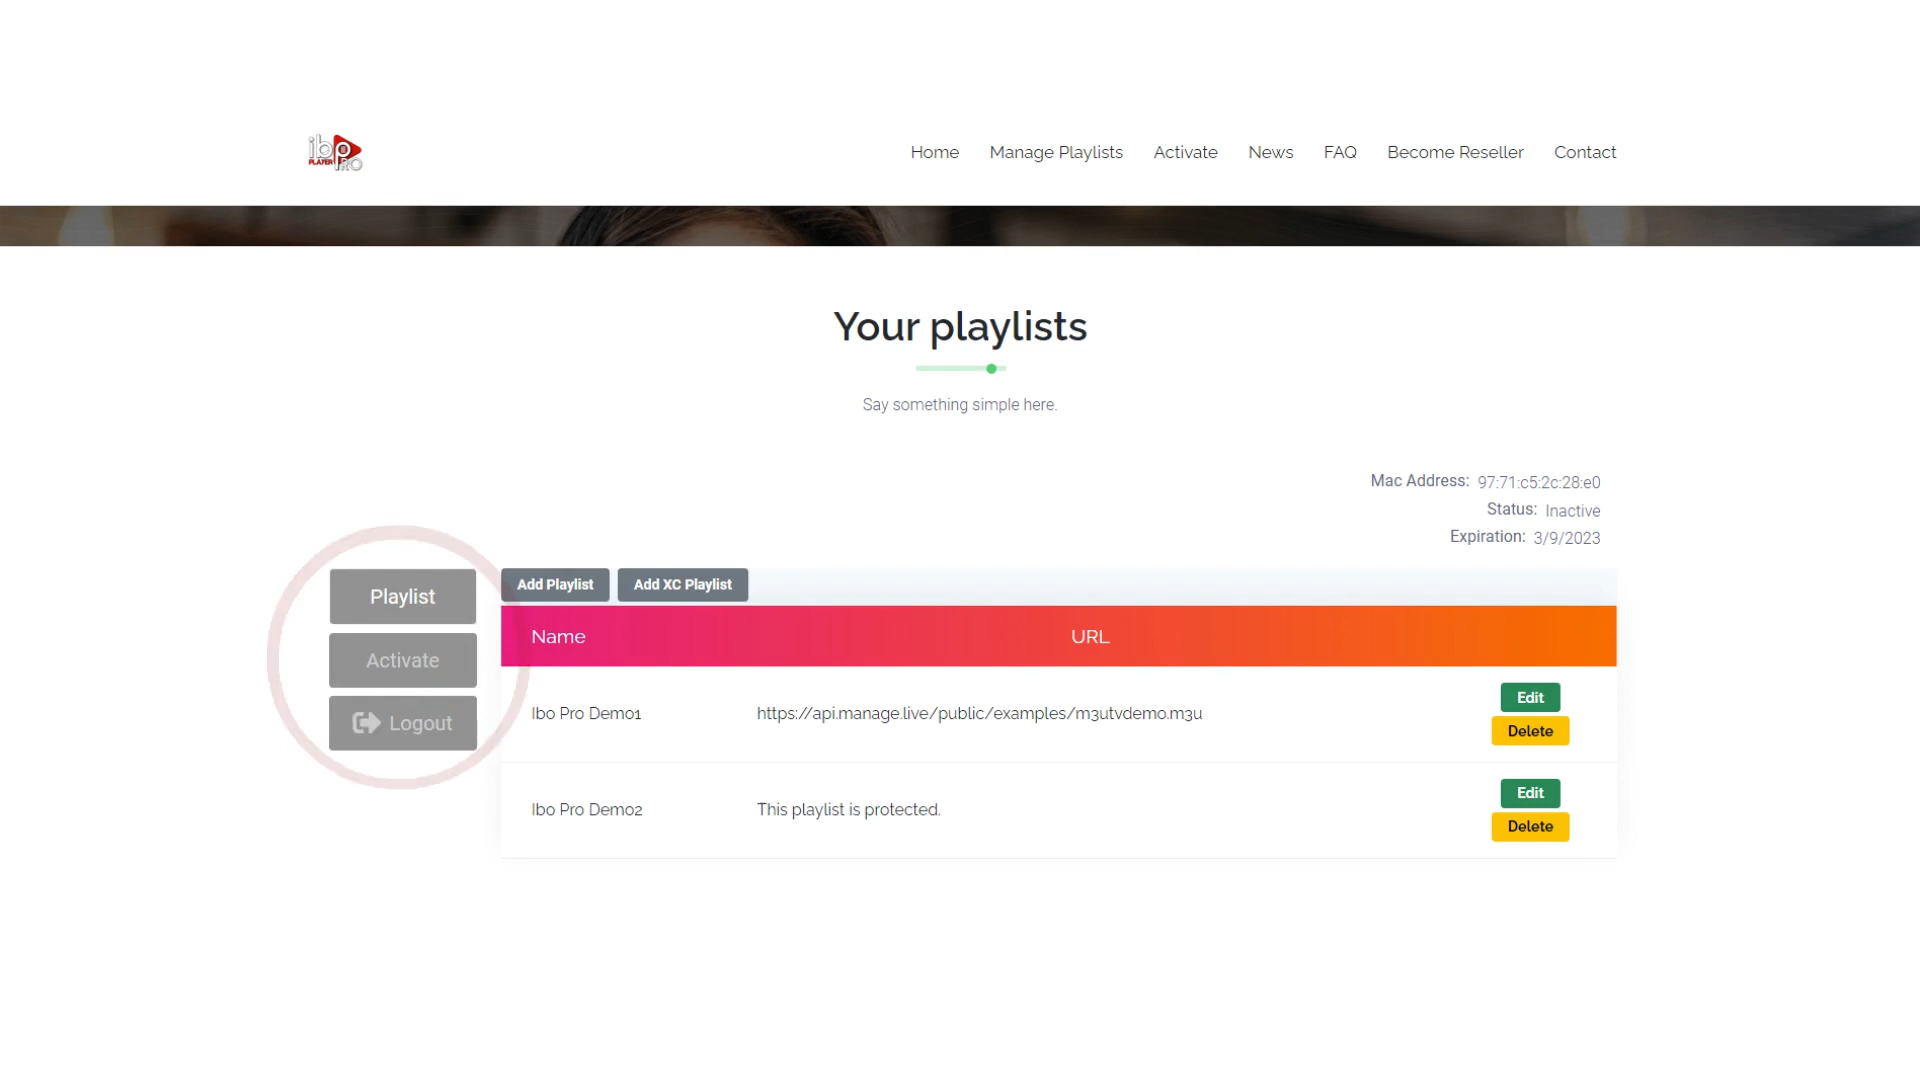 ibp
PLAYER PRO
Home Manage Playlists Activate News FAQ Become Reseller Contact
Your playlists
Say something simple here.
Mac Address: 97:71:c5:2c:28:e0
Status: Inactive
Expiration: 3/9/2023
Playlist
Activate
Logout
Add Playlist Add XC Playlist
Name URL
Ibo Pro Demo1 https://api.manage.live/public/examples/m3utvdemo.m3u Edit
Delete
Ibo Pro Demo2 This playlist is protected. Edit
Delete